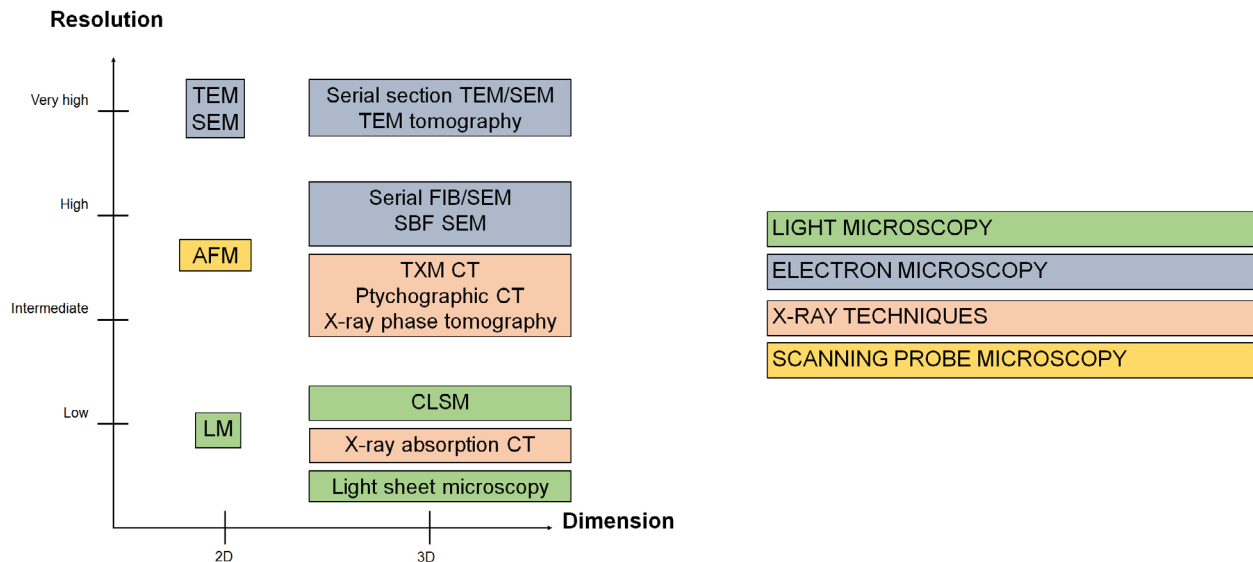 Resolution
Very high
TEM
SEM
Serial section TEM/SEM
TEM tomography
High
Serial FIB/SEM
SBF SEM
AFM
TXM CT
Ptychographic CT
X-ray phase tomography
Intermediate
Low
LM
CLSM
X-ray absorption CT
Light sheet microscopy
Dimension
2D
3D
LIGHT MICROSCOPY
ELECTRON MICROSCOPY
X-RAY TECHNIQUES
SCANNING PROBE MICROSCOPY